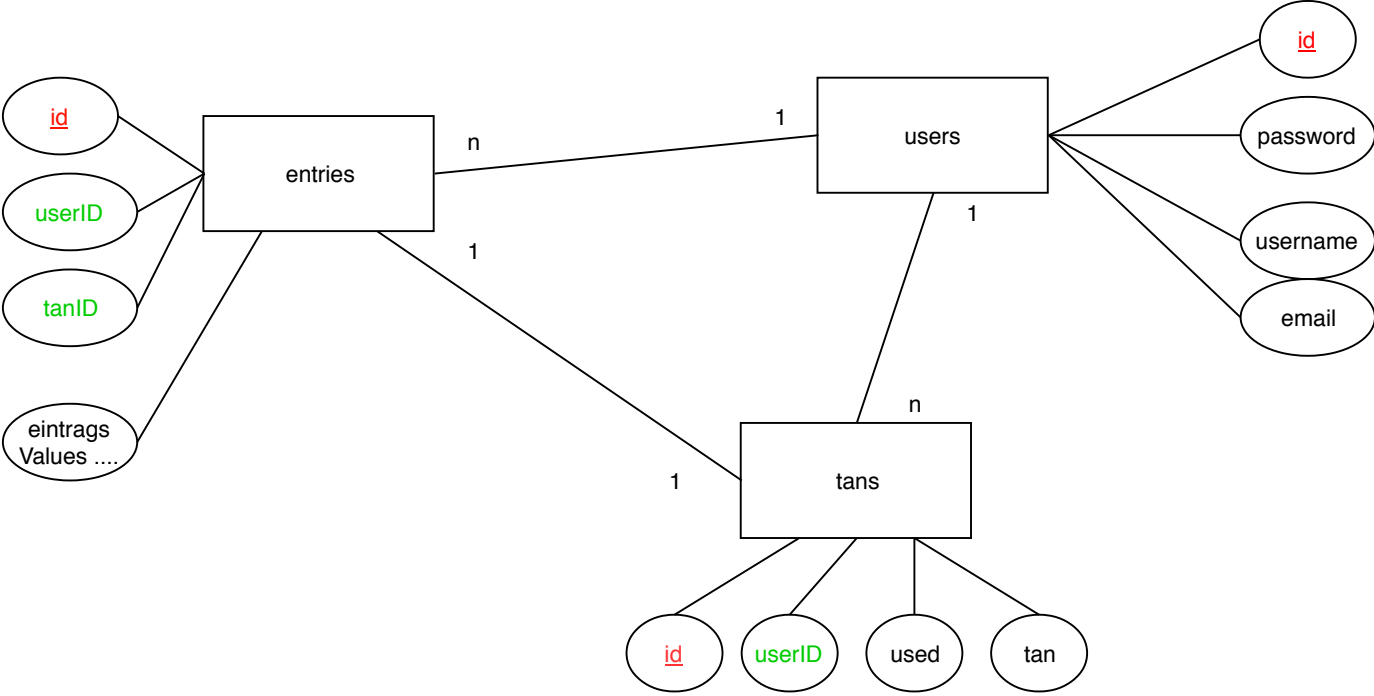 id
password
username
email
users
1
1
n
1
entries
id
userID
tanID
eintrags
Values ....
n
1
tans
id
userID
used
tan